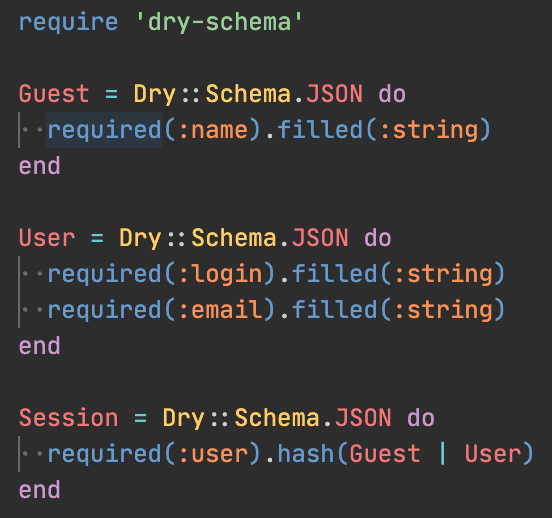 require 'dry-schema'
Guest = Dry::Schema.JSON do
  required(:name).filled(:string)
end
User = Dry::Schema.JSON do
  required(:login).filled(:string)
  required(:email).filled(:string)
end
Session = Dry::Schema.JSON do
  required(:user).hash(Guest | User)
end